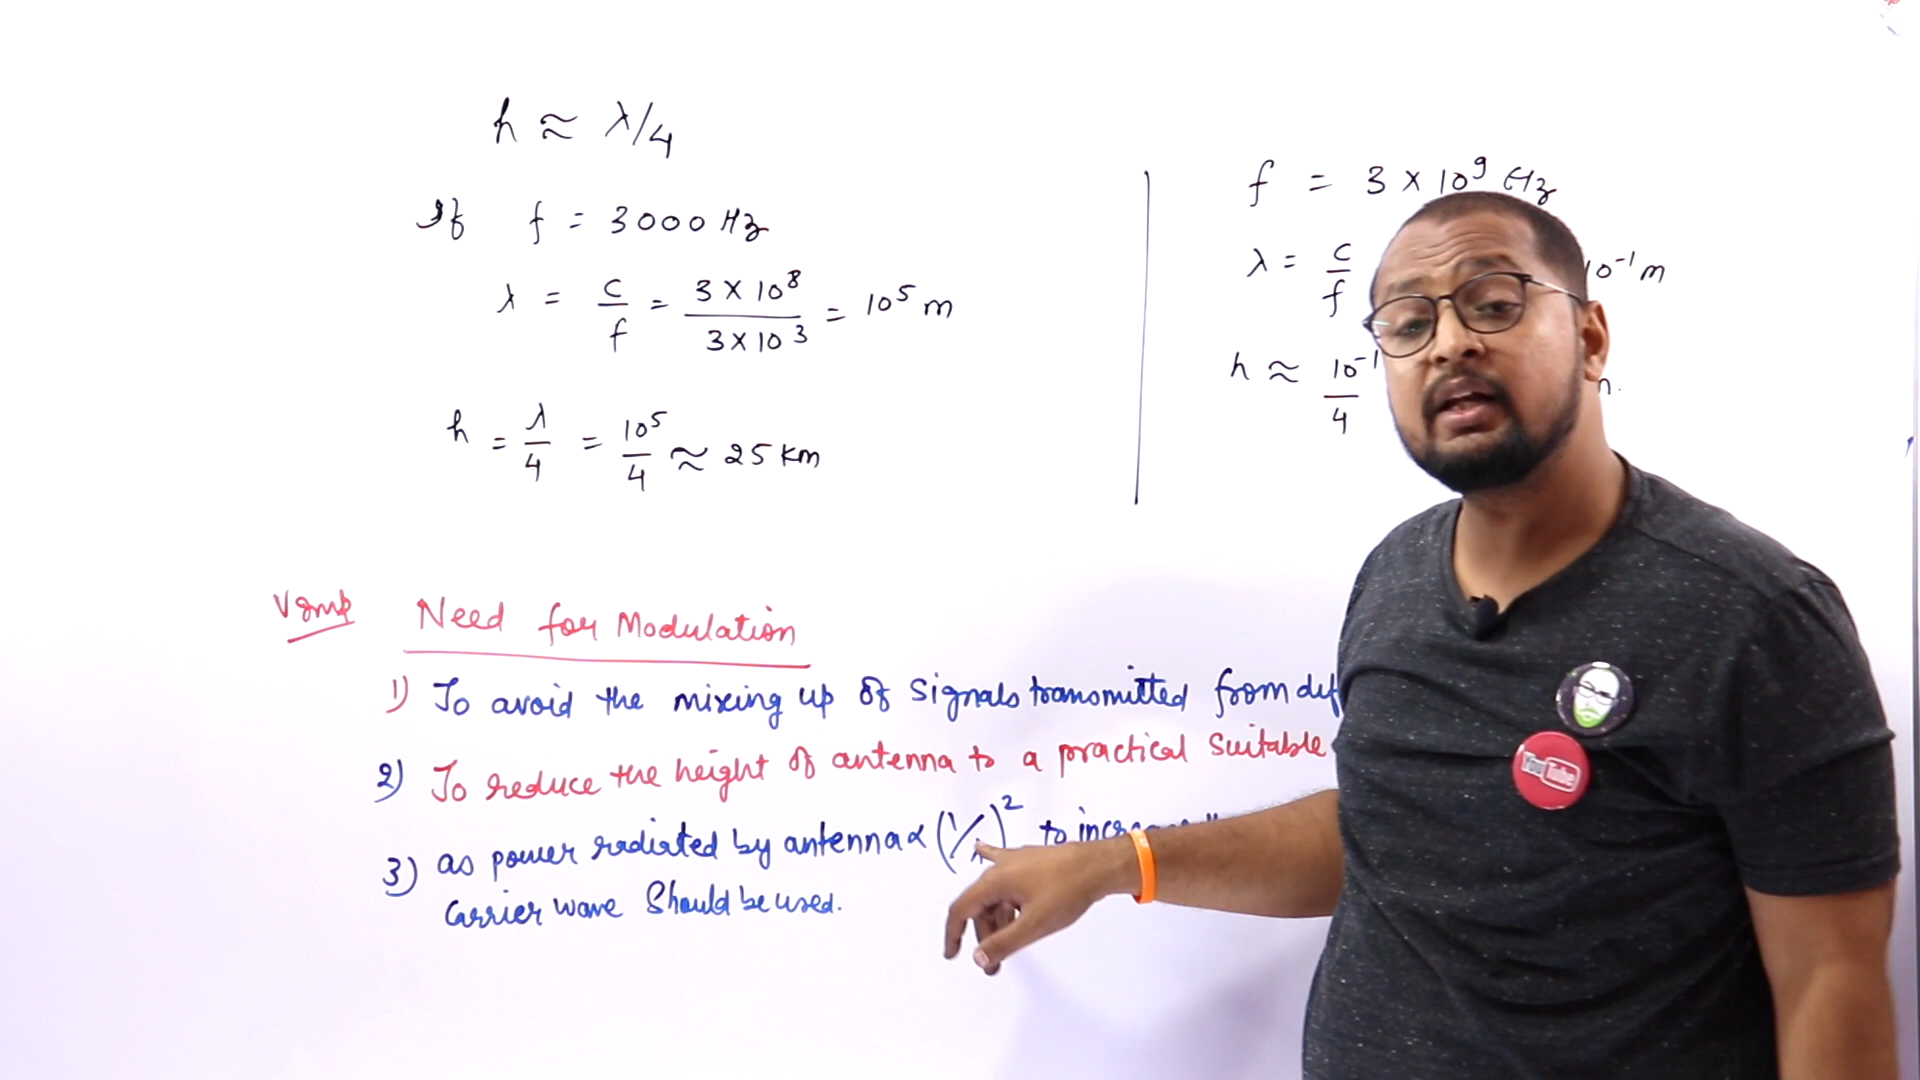 h ≈ λ/4
If f = 3000 Hz
λ = c/f = 3 × 10⁸ / 3 × 10³ = 10⁵ m
h = λ/4 = 10⁵/4 ≈ 25 km
f = 3 × 10⁹ Hz
λ = c/f 10⁻¹ m
h ≈ 10⁻¹/4
Vimp Need for Modulation
1) To avoid the mixing up of signals transmitted from
2) To reduce the height of antenna to a practical suitable
3) as power radiated by antenna ∝ (1/λ)² to
Carrier wave should be used.
YouTube